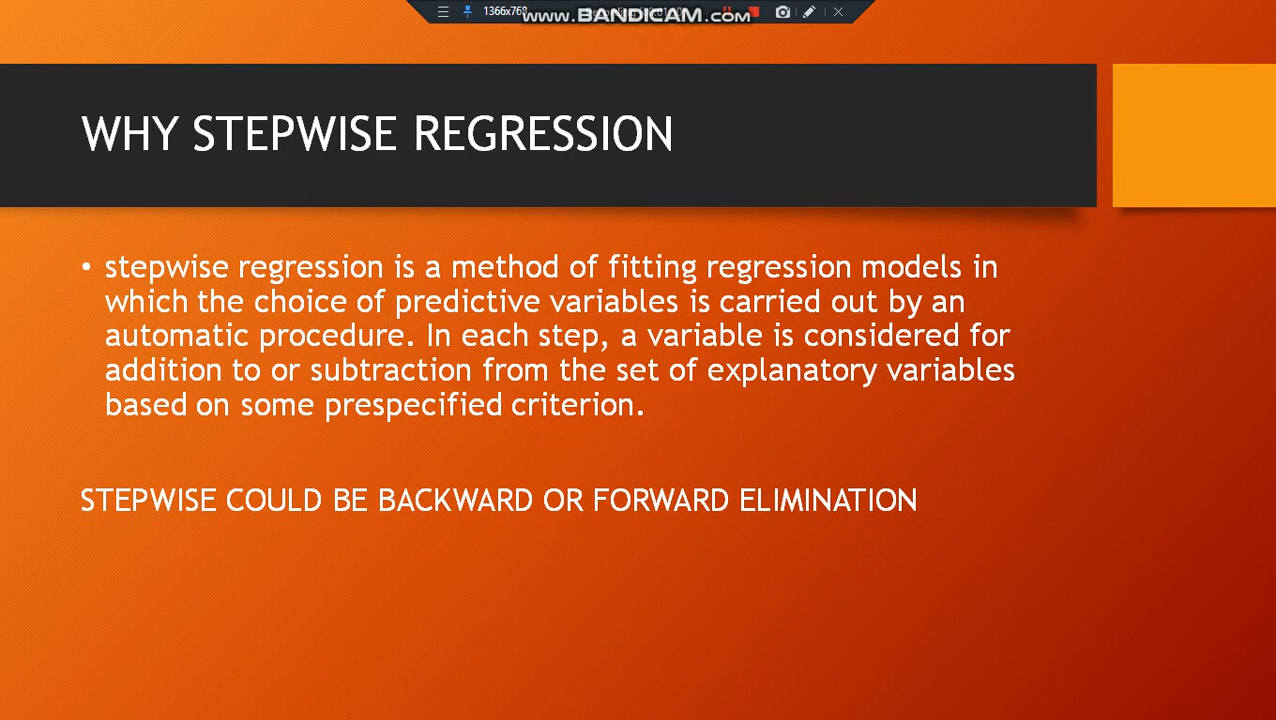 1366x768
www.BANDICAM.com
WHY STEPWISE REGRESSION
• stepwise regression is a method of fitting regression models in
which the choice of predictive variables is carried out by an
automatic procedure. In each step, a variable is considered for
addition to or subtraction from the set of explanatory variables
based on some prespecified criterion.
STEPWISE COULD BE BACKWARD OR FORWARD ELIMINATION